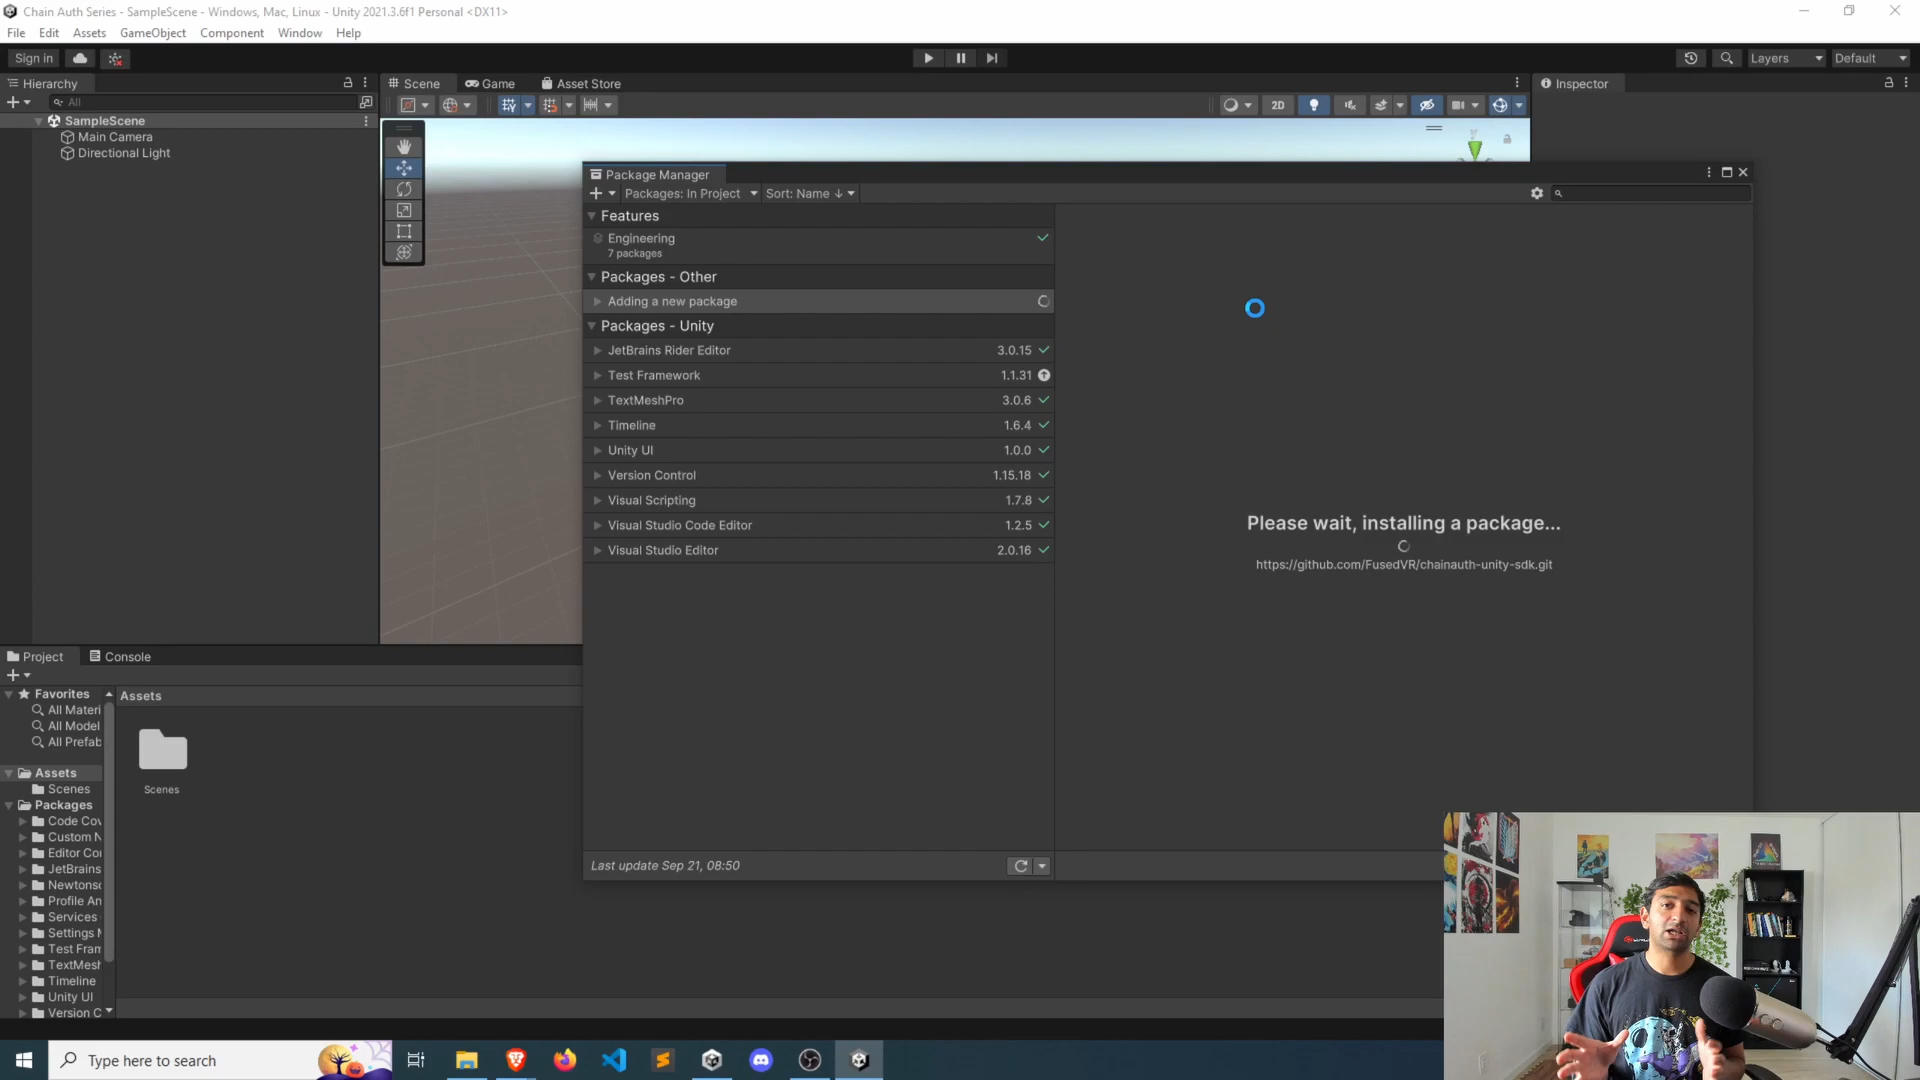 Chain Auth Series - SampleScene - Windows, Mac, Linux - Unity 2021.3.6f1 Personal <DX11>
File Edit Assets GameObject Component Window Help
Sign in
Layers Default
Hierarchy
Scene Game Asset Store
Inspector
All
2D
SampleScene
Main Camera
Directional Light
Package Manager
Packages: In Project Sort: Name ↓
Features
Engineering
7 packages
Packages - Other
Adding a new package
Packages - Unity
JetBrains Rider Editor 3.0.15
Test Framework 1.1.31
TextMeshPro 3.0.6
Timeline 1.6.4
Unity UI 1.0.0
Version Control 1.15.18
Visual Scripting 1.7.8
Visual Studio Code Editor 1.2.5
Visual Studio Editor 2.0.16
Please wait, installing a package...
https://github.com/FusedVR/chainauth-unity-sdk.git
Last update Sep 21, 08:50
Project Console
Favorites
All Materi
All Model
All Prefab
Assets
Scenes
Packages
Code Cov
Custom N
Editor Co
JetBrains
Newtonso
Profile An
Services
Settings M
Test Fram
TextMesh
Timeline
Unity UI
Version C
Assets
Scenes
Type here to search